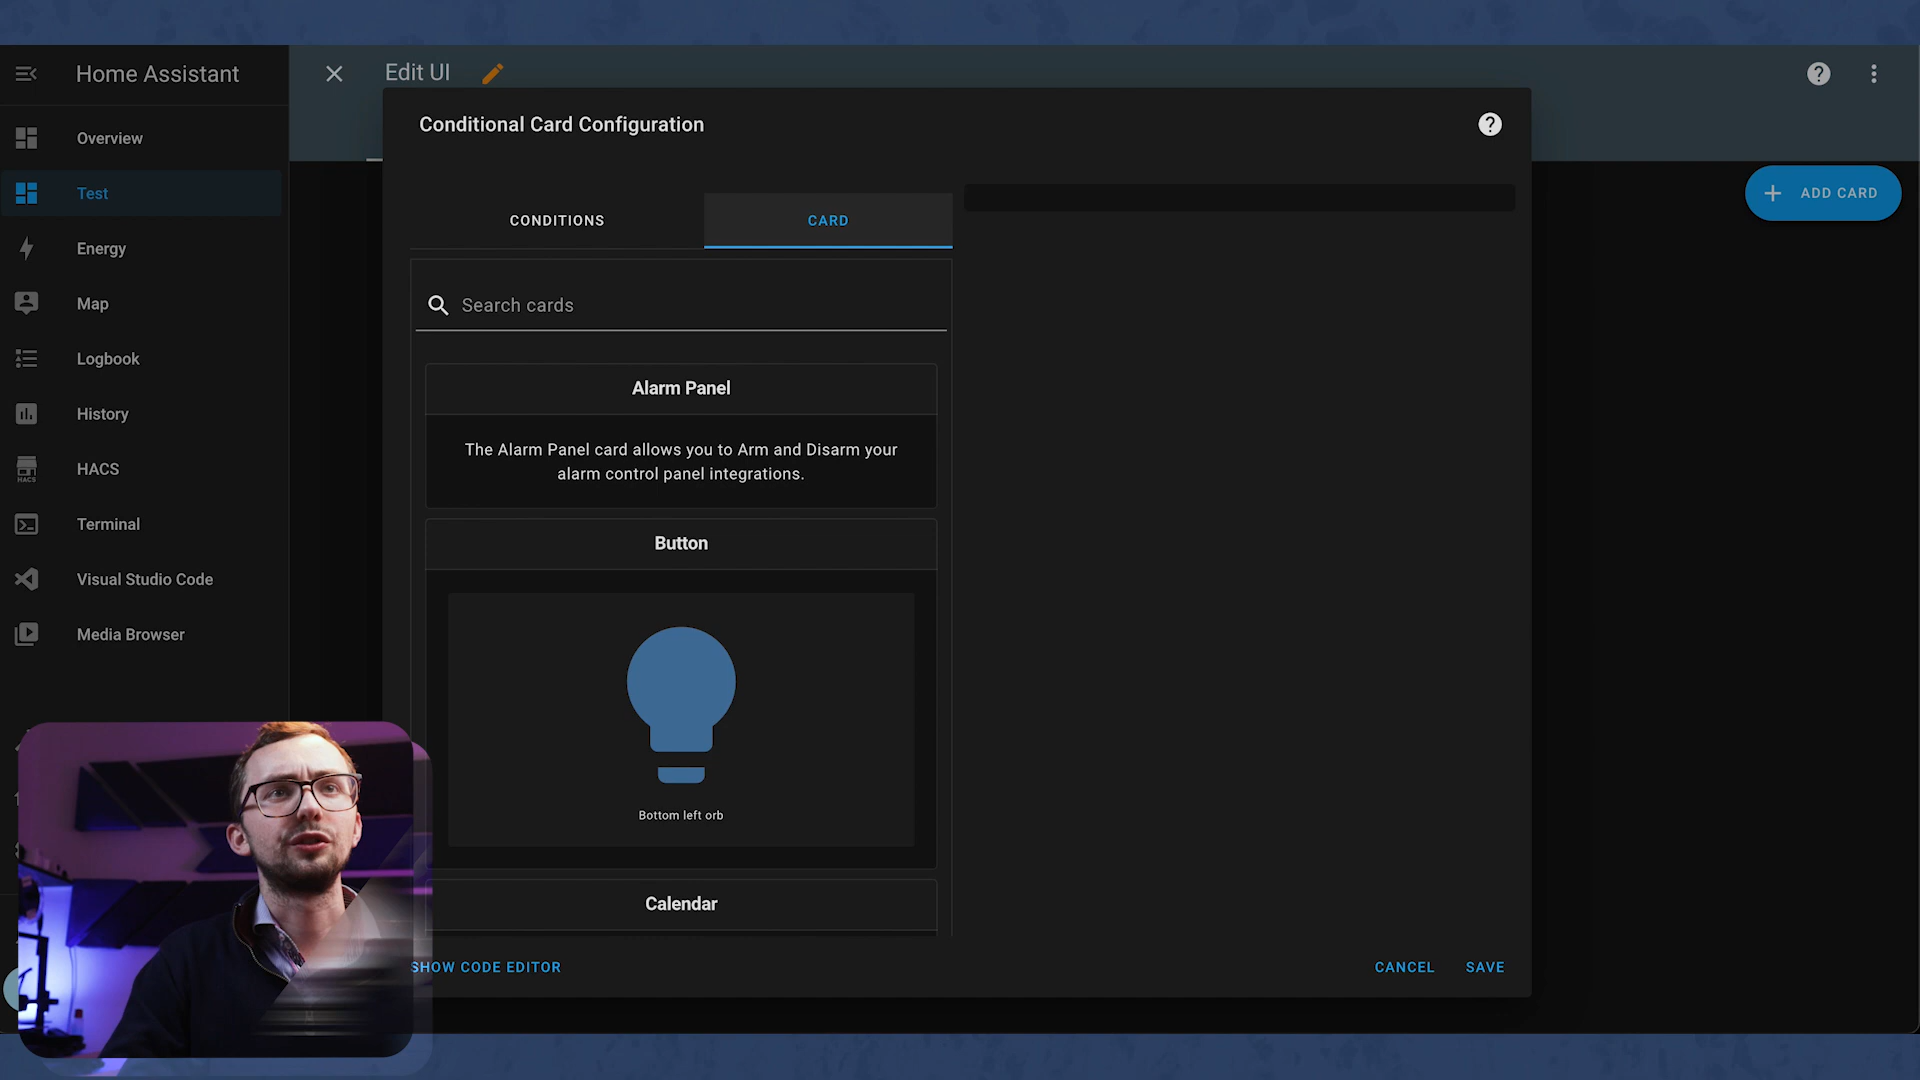 Home Assistant
Edit UI
Conditional Card Configuration
Overview
Test
Energy
Map
Logbook
History
HACS
HACS
Terminal
Visual Studio Code
Media Browser
ADD CARD
CONDITIONS
CARD
Search cards
Alarm Panel
The Alarm Panel card allows you to Arm and Disarm your
alarm control panel integrations.
Button
Bottom left orb
Calendar
SHOW CODE EDITOR
CANCEL
SAVE